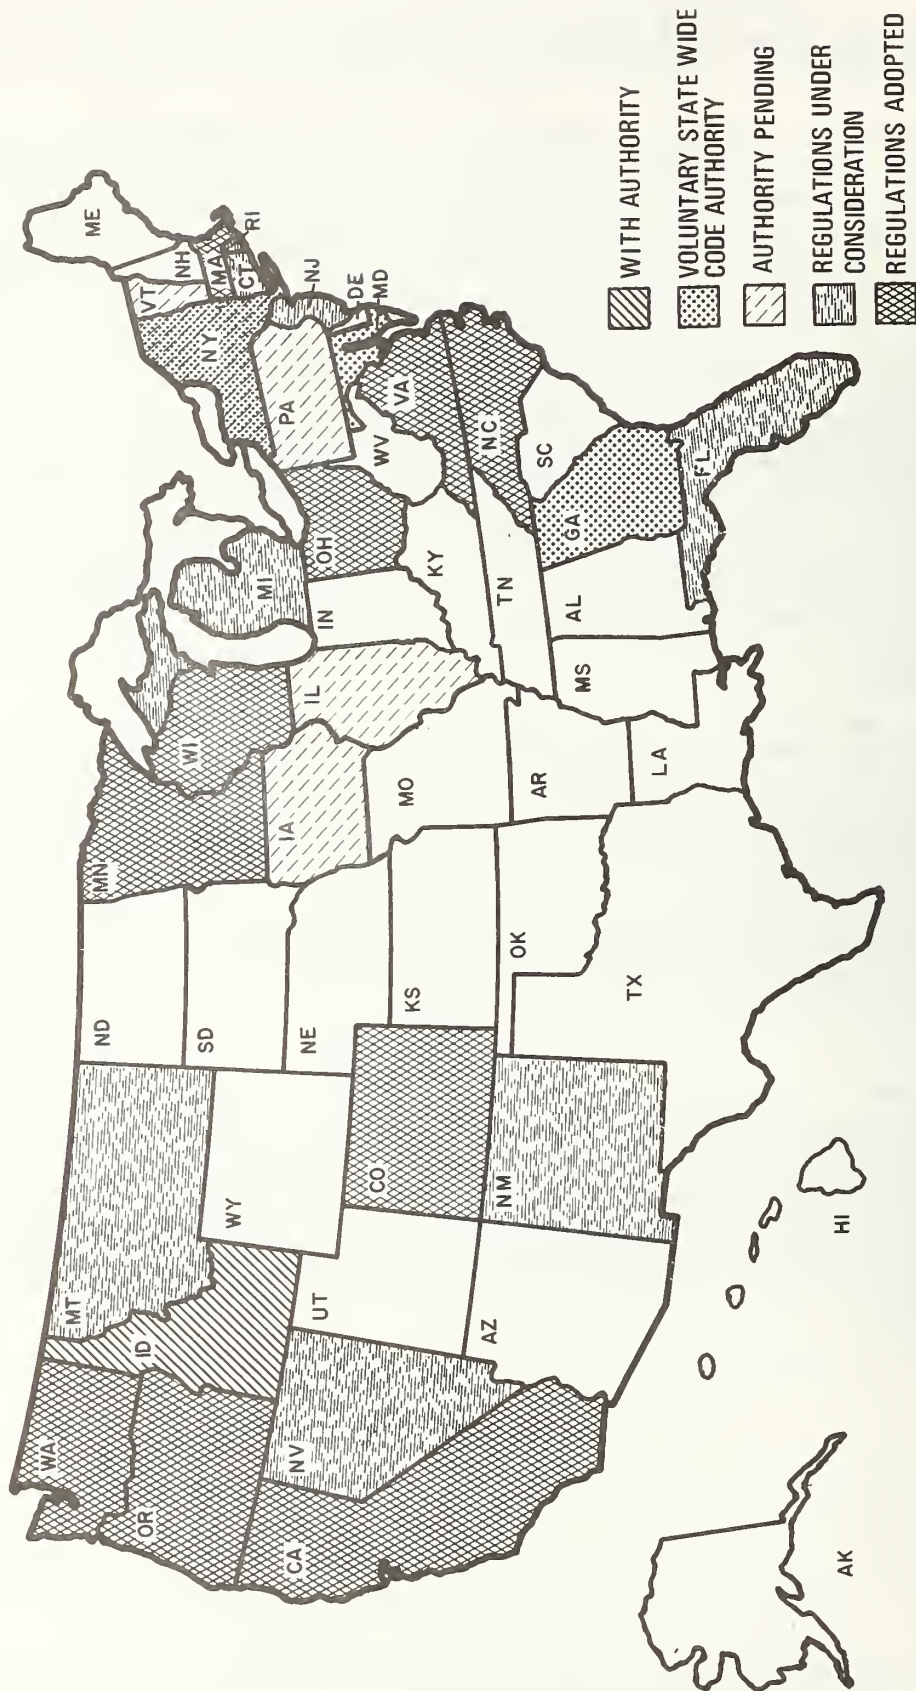 WA
OR
CA
NV
ID
MT
WY
UT
AZ
CO
NM
ND
SD
NE
KS
OK
TX
MN
IA
MO
AR
LA
WI
IL
MI
IN
OH
KY
TN
MS
AL
GA
FL
SC
NC
VA
WV
PA
NY
VT
NH
ME
MA
CT
RI
NJ
DE
MD
AK
HI
WITH AUTHORITY
VOLUNTARY STATE WIDE
CODE AUTHORITY
AUTHORITY PENDING
REGULATIONS UNDER
CONSIDERATION
REGULATIONS ADOPTED